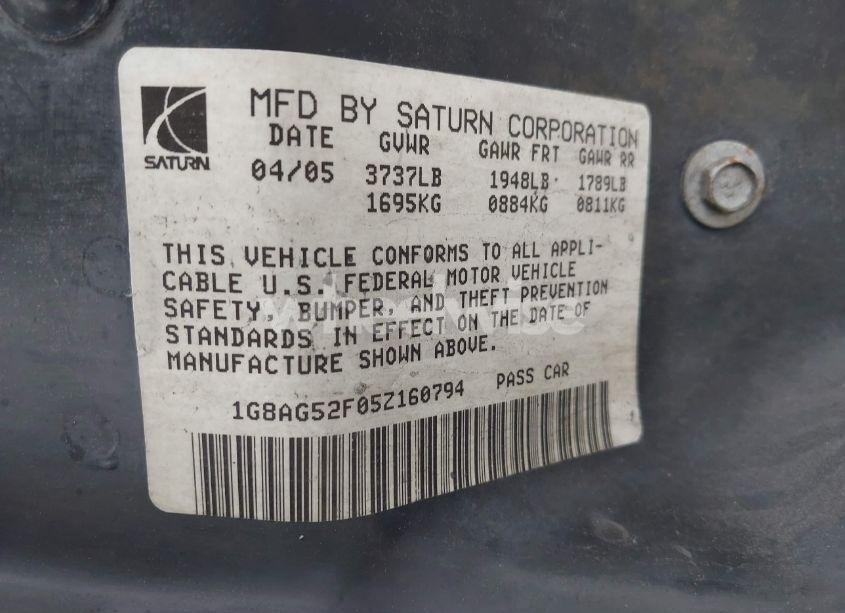 MFD BY SATURN CORPORATION
SATURN
DATE GVWR GAWR FRT GAWR RR
04/05 3737LB 1948LB 1789LB
1695KG 0884KG 0811KG
THIS VEHICLE CONFORMS TO ALL APPLI-
CABLE U.S. FEDERAL MOTOR VEHICLE
SAFETY, BUMPER, AND THEFT PREVENTION
STANDARDS IN EFFECT ON THE DATE OF
MANUFACTURE SHOWN ABOVE.
1G8AG52F05Z160794 PASS CAR